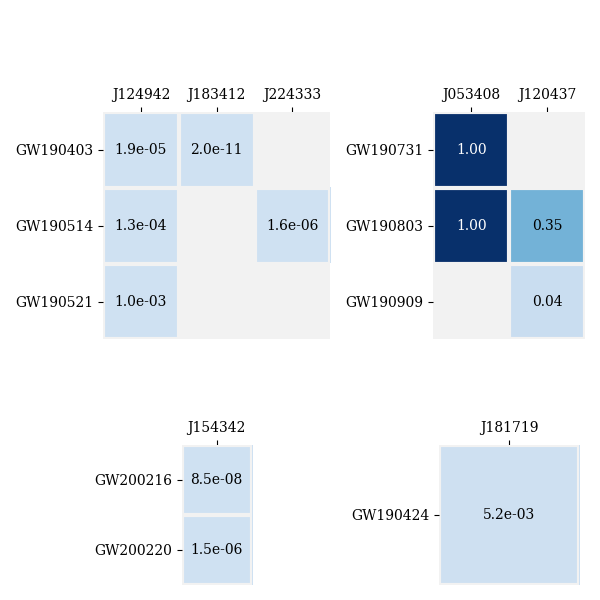 J124942 J183412 J224333
J053408 J120437
GW190403 1.9e-05 2.0e-11
GW190731 1.00
GW190514 1.3e-04 1.6e-06
GW190803 1.00 0.35
GW190521 1.0e-03
GW190909 0.04
J154342
J181719
GW200216 8.5e-08
GW200220 1.5e-06
GW190424 5.2e-03